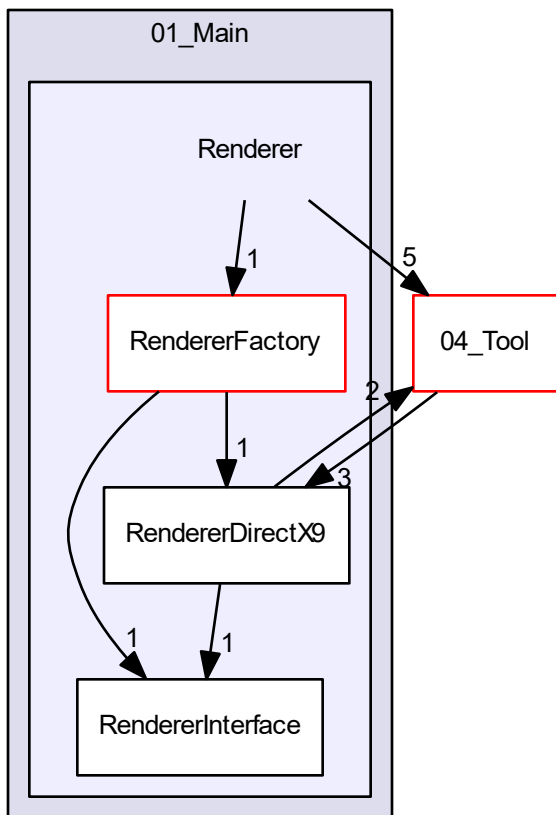 01_Main
Renderer
1
5
RendererFactory
04_Tool
2
1
3
RendererDirectX9
1
1
RendererInterface